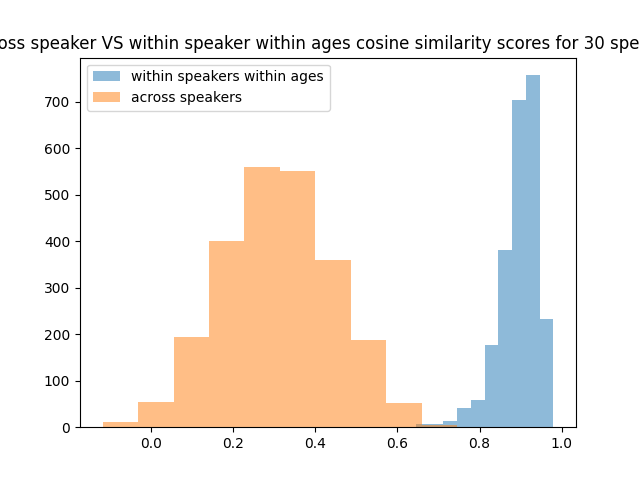 oss speaker VS within speaker within ages cosine similarity scores for 30 spe
within speakers within ages
across speakers
700
600
500
400
300
200
100
0
0.0 0.2 0.4 0.6 0.8 1.0